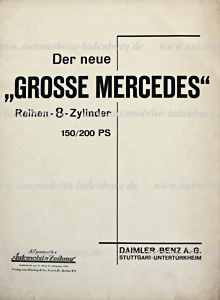 Der neue
„GROSSE MERCEDES“
Reihen-8-Zylinder
150/200 PS
Allgemeine
Automobil-Zeitung
DAIMLER-BENZ A.-G.
STUTTGART-UNTERTÜRKHEIM